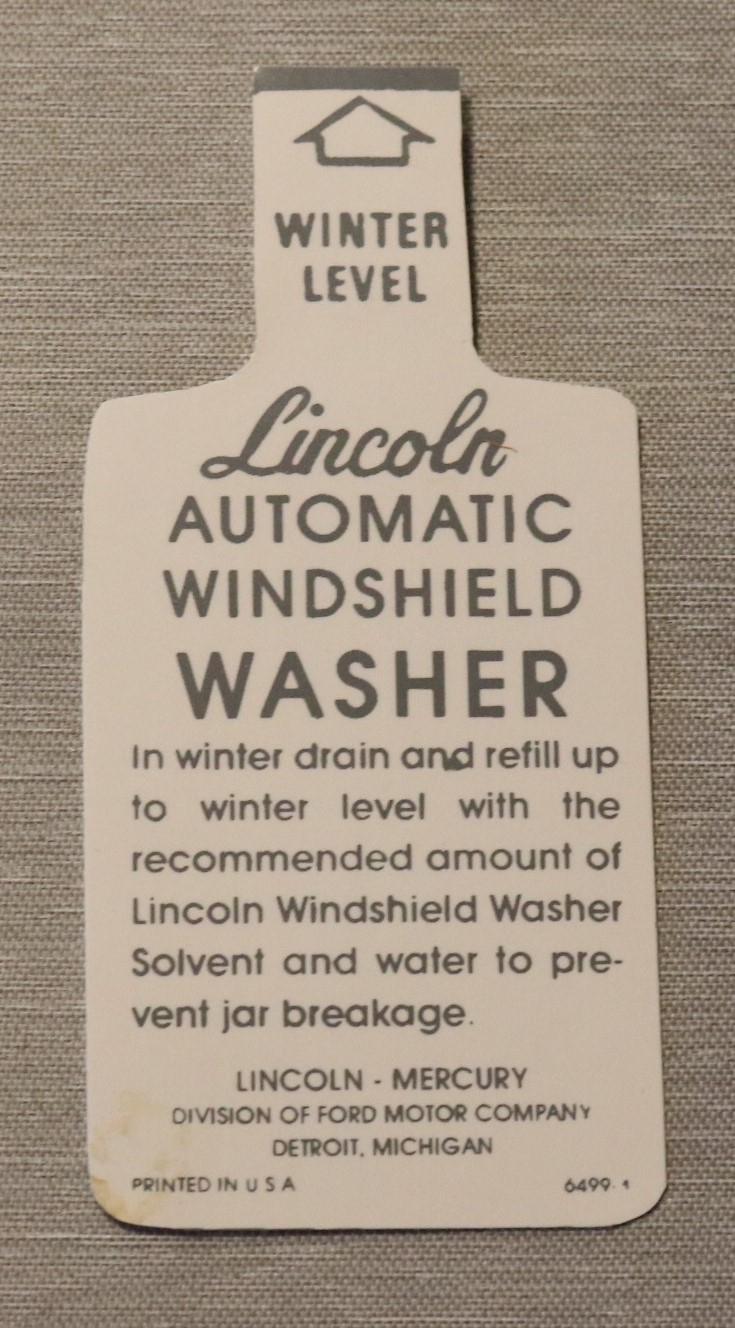 WINTER
LEVEL
Lincoln
AUTOMATIC
WINDSHIELD
WASHER
In winter drain and refill up
to winter level with the
recommended amount of
Lincoln Windshield Washer
Solvent and water to pre-
vent jar breakage.
LINCOLN - MERCURY
DIVISION OF FORD MOTOR COMPANY
DETROIT, MICHIGAN
PRINTED IN U S A 6499-1